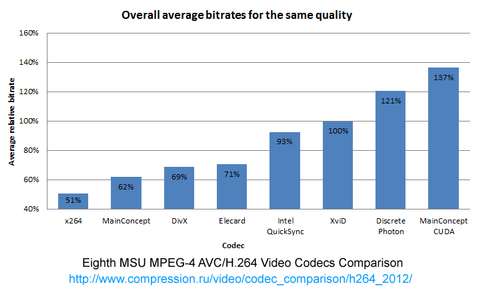 Overall average bitrates for the same quality
Average relative bitrate
160%
140%
120%
100%
80%
60%
40%
51%
62%
69%
71%
93%
100%
121%
137%
x264
MainConcept
DivX
Elecard
Intel
QuickSync
XviD
Discrete
Photon
MainConcept
CUDA
Codec
Eighth MSU MPEG-4 AVC/H.264 Video Codecs Comparison
http://www.compression.ru/video/codec_comparison/h264_2012/